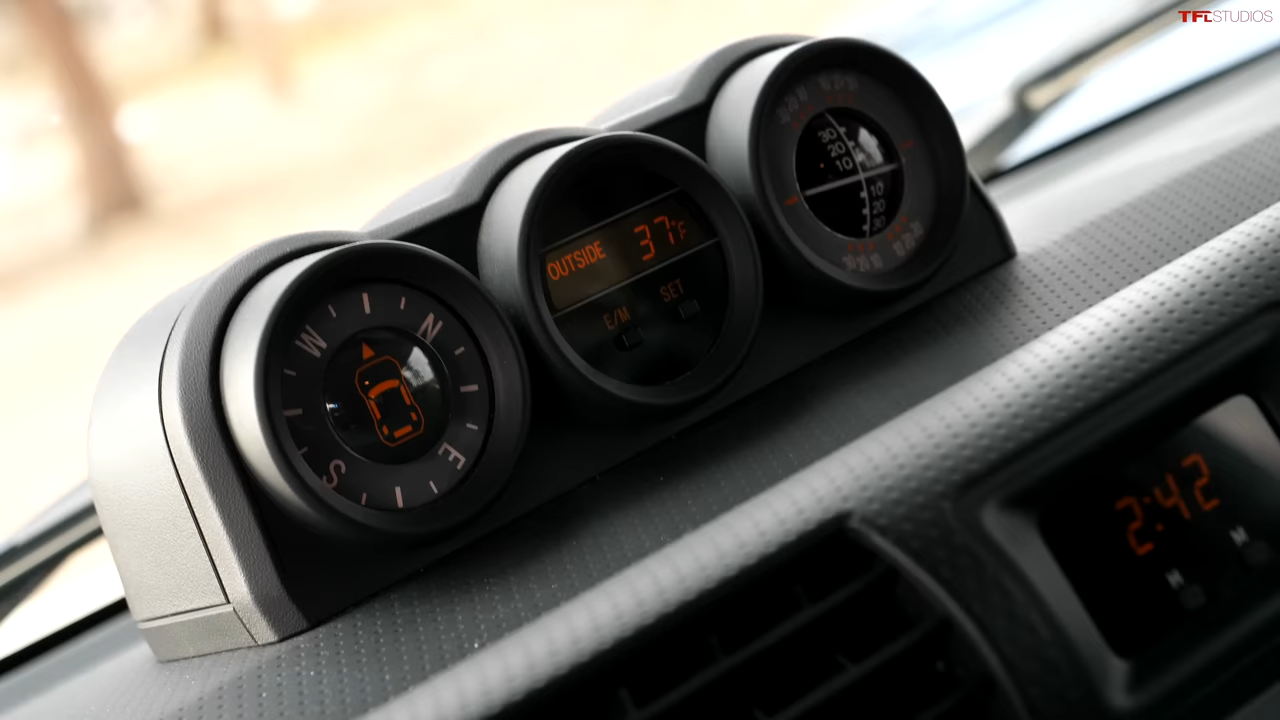 TFLSTUDIOS
30
20
10
10
20
30
OUTSIDE 37°F
E/M SET
N
W
E
S
2:42
H M